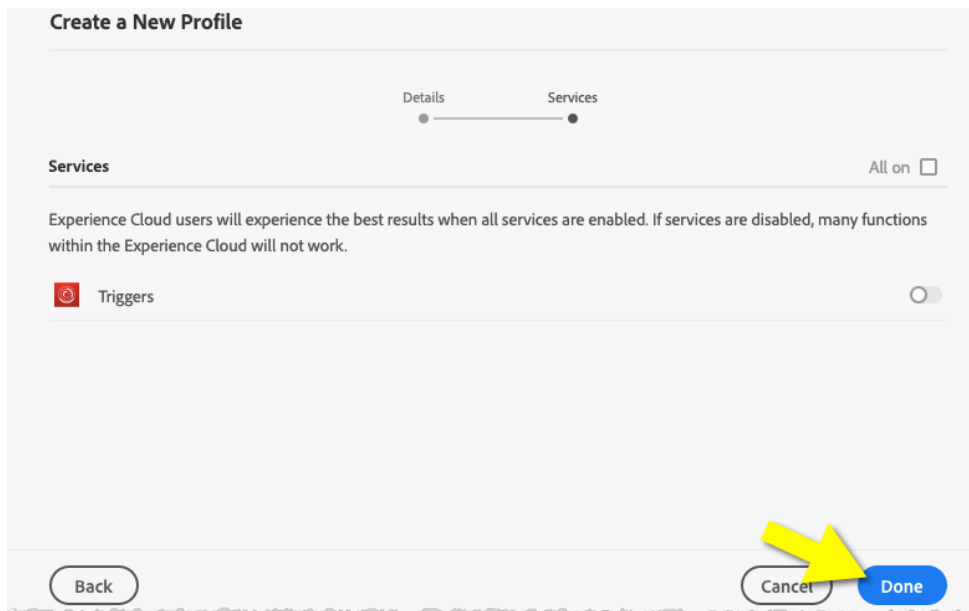 Create a New Profile
Details Services
Services All on
Experience Cloud users will experience the best results when all services are enabled. If services are disabled, many functions
within the Experience Cloud will not work.
Triggers
Back Cancel Done